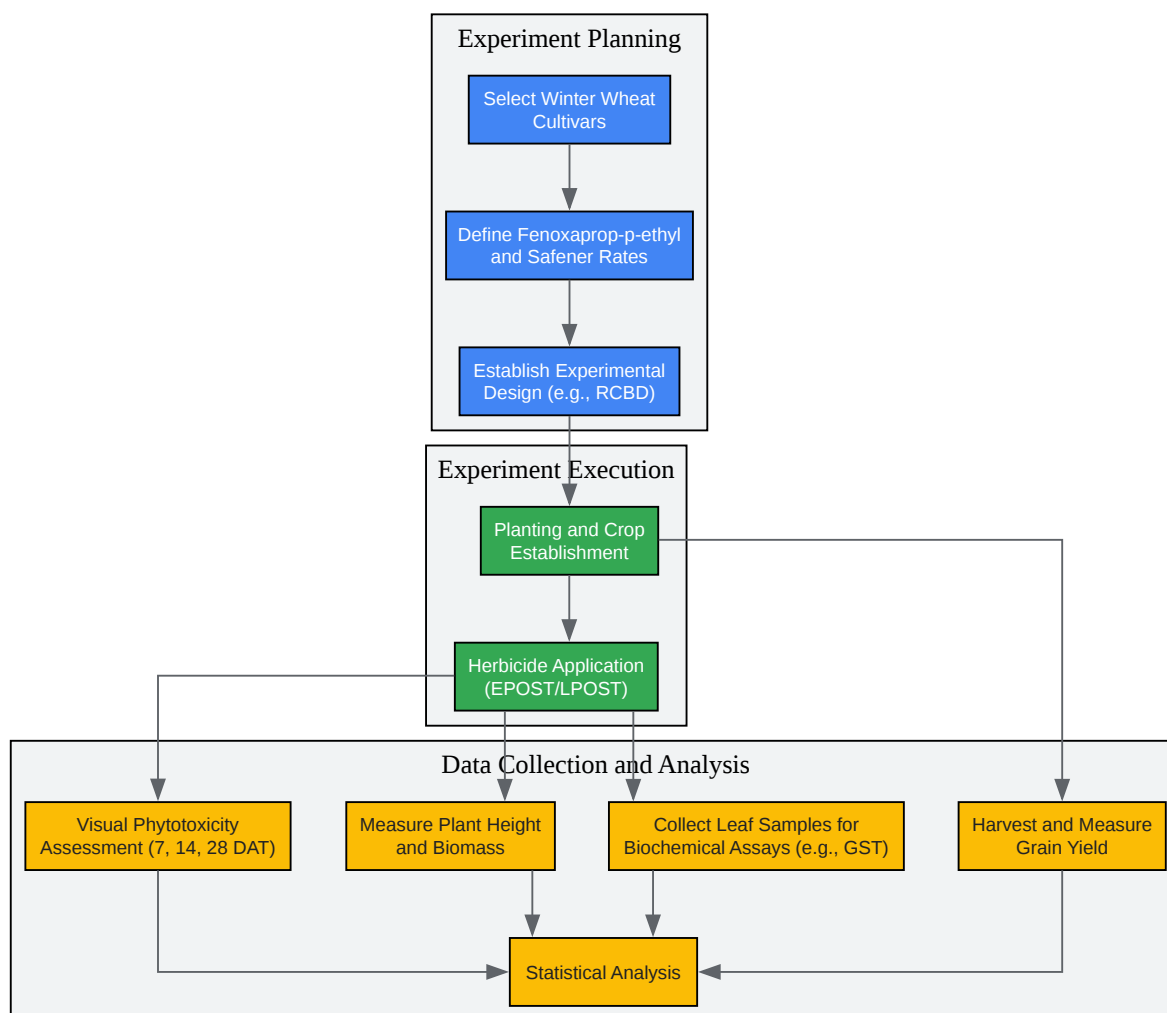 Experiment Planning
Select Winter Wheat
Cultivars
Define Fenoxaprop-p-ethyl
and Safener Rates
Establish Experimental
Design (e.g., RCBD)
Experiment Execution
Planting and Crop
Establishment
Herbicide Application
(EPOST/LPOST)
Data Collection and Analysis
Visual Phytotoxicity
Assessment (7, 14, 28 DAT)
Measure Plant Height
and Biomass
Collect Leaf Samples for
Biochemical Assays (e.g., GST)
Harvest and Measure
Grain Yield
Statistical Analysis